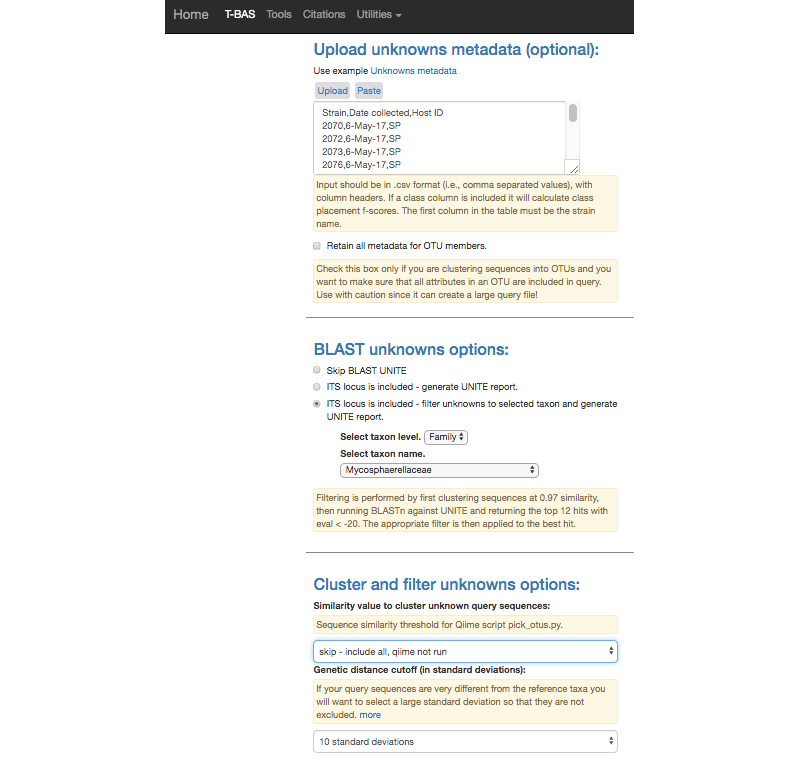 Home T-BAS Tools Citations Utilities
Upload unknowns metadata (optional):
Use example Unknowns metadata
Upload Paste
Strain,Date collected,Host ID
2070,6-May-17,SP
2072,6-May-17,SP
2073,6-May-17,SP
2076,6-May-17,SP
Input should be in .csv format (i.e., comma separated values), with
column headers. If a class column is included it will calculate class
placement f-scores. The first column in the table must be the strain
name.
Retain all metadata for OTU members.
Check this box only if you are clustering sequences into OTUs and you
want to make sure that all attributes in an OTU are included in query.
Use with caution since it can create a large query file!
BLAST unknowns options:
Skip BLAST UNITE
ITS locus is included - generate UNITE report.
ITS locus is included - filter unknowns to selected taxon and generate
UNITE report.
Select taxon level. Family
Select taxon name.
Mycosphaerellaceae
Filtering is performed by first clustering sequences at 0.97 similarity,
then running BLASTn against UNITE and returning the top 12 hits with
eval < -20. The appropriate filter is then applied to the best hit.
Cluster and filter unknowns options:
Similarity value to cluster unknown query sequences:
Sequence similarity threshold for Qiime script pick_otus.py.
skip - include all, qiime not run
Genetic distance cutoff (in standard deviations):
If your query sequences are very different from the reference taxa you
will want to select a large standard deviation so that they are not
excluded. more
10 standard deviations